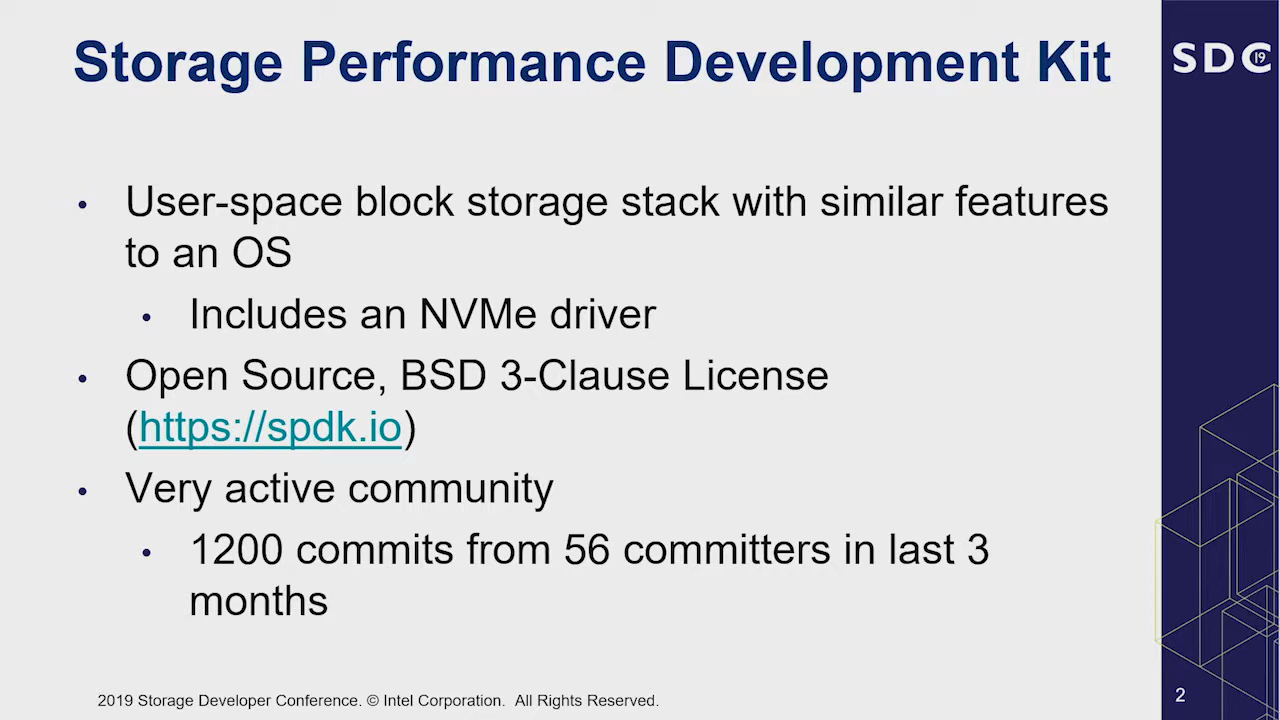 Storage Performance Development Kit
SDC 19
• User-space block storage stack with similar features
to an OS
• Includes an NVMe driver
• Open Source, BSD 3-Clause License
(https://spdk.io)
• Very active community
• 1200 commits from 56 committers in last 3
months
2019 Storage Developer Conference. © Intel Corporation. All Rights Reserved.
2